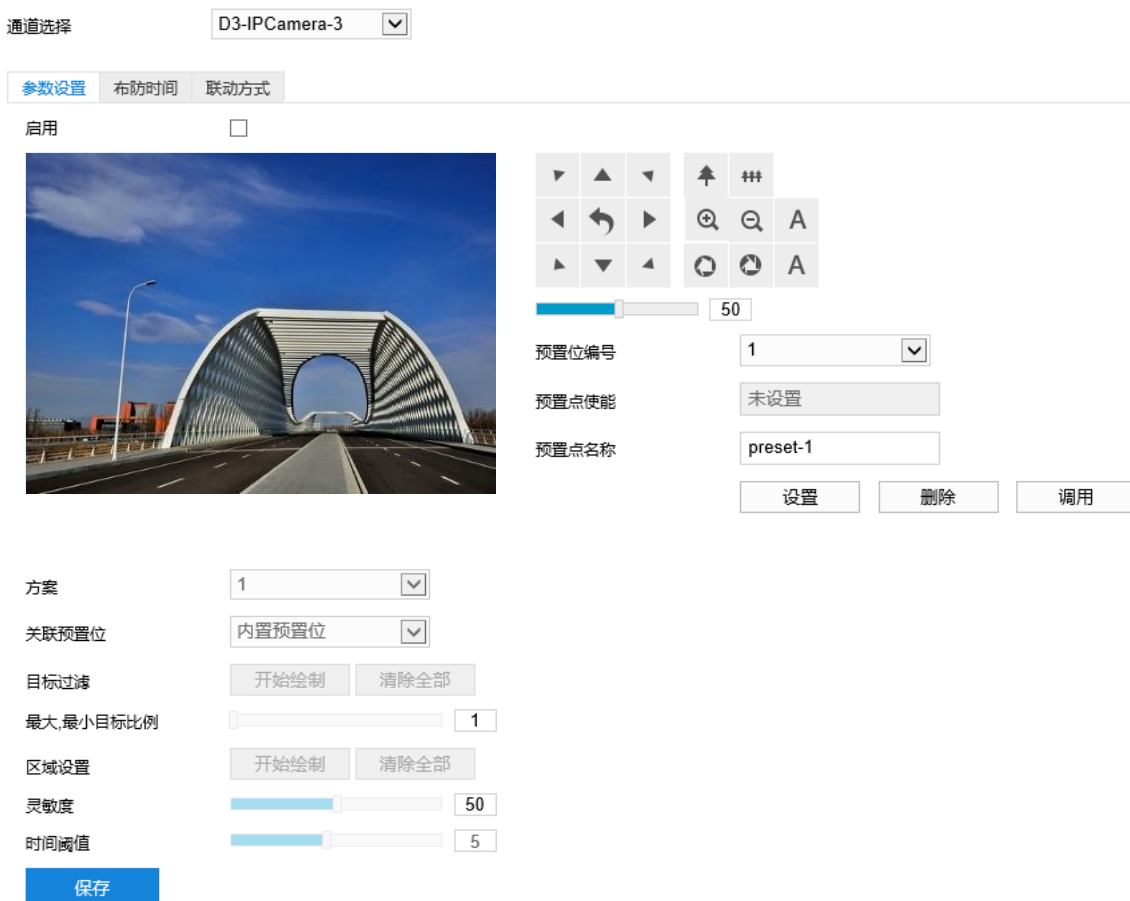 通道选择 D3-IPCamera-3
参数设置 布防时间 联动方式
启用
A
A
50
预置位编号 1
预置点使能 未设置
预置点名称 preset-1
设置 删除 调用
方案 1
关联预置位 内置预置位
目标过滤 开始绘制 清除全部
最大,最小目标比例 1
区域设置 开始绘制 清除全部
灵敏度 50
时间阈值 5
保存